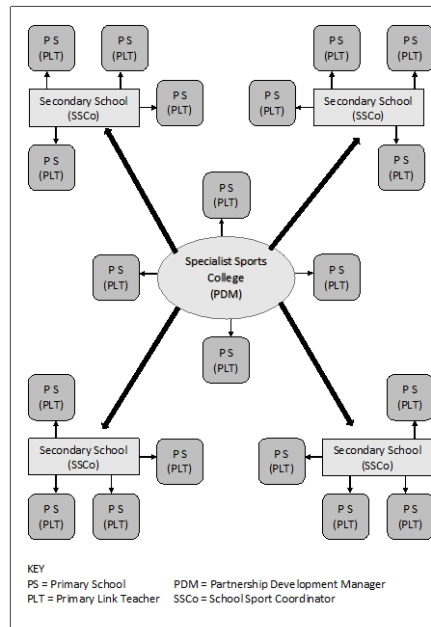 P S
(PLT)
P S
(PLT)
P S
(PLT)
P S
(PLT)
Secondary School
(SSCo)
P S
(PLT)
P S
(PLT)
Secondary School
(SSCo)
P S
(PLT)
P S
(PLT)
P S
(PLT)
Specialist Sports
College
(PDM)
P S
(PLT)
P S
(PLT)
P S
(PLT)
P S
(PLT)
P S
(PLT)
Secondary School
(SSCo)
P S
(PLT)
P S
(PLT)
Secondary School
(SSCo)
P S
(PLT)
P S
(PLT)
P S
(PLT)
P S
(PLT)
KEY
PS = Primary School
PDM = Partnership Development Manager
PLT = Primary Link Teacher
SSCo = School Sport Coordinator